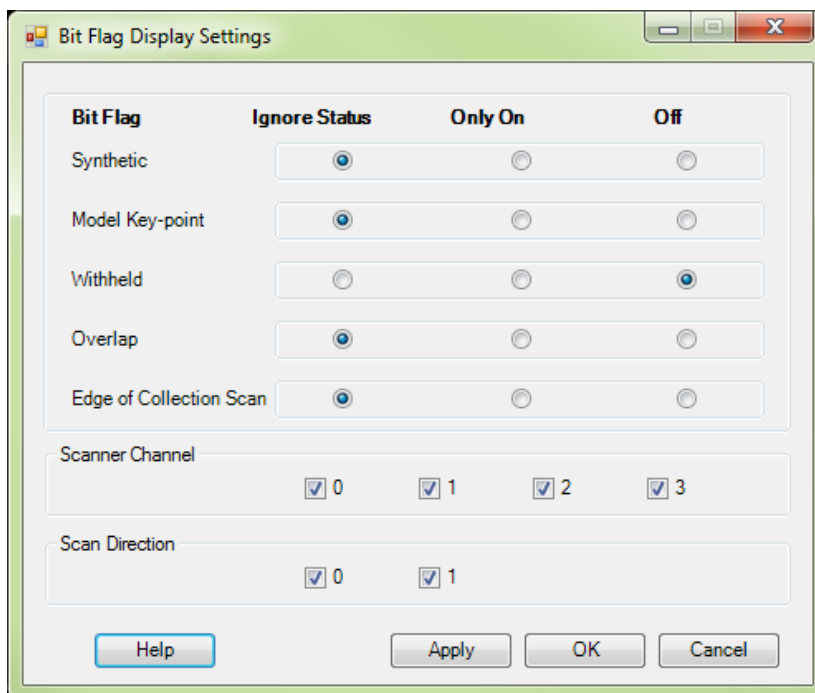 Bit Flag Display Settings
Bit Flag Ignore Status Only On Off
Synthetic
Model Key-point
Withheld
Overlap
Edge of Collection Scan
Scanner Channel
0 1 2 3
Scan Direction
0 1
Help Apply OK Cancel